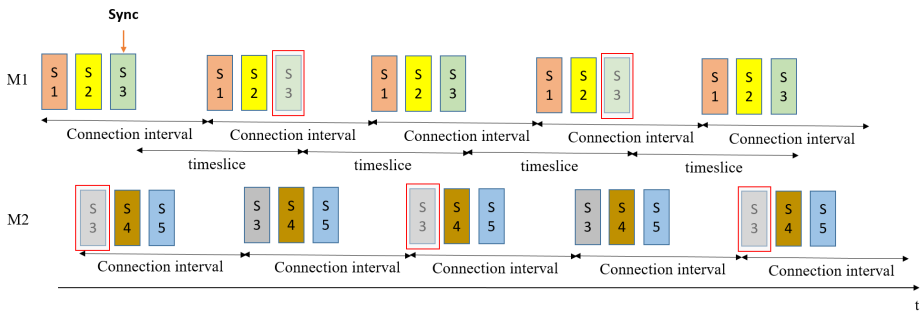 Sync
M1
S 1 S 2 S 3 S 1 S 2 S 3 S 1 S 2 S 3 S 1 S 2 S 3 S 1 S 2 S 3
Connection interval Connection interval Connection interval Connection interval Connection interval
timeslice timeslice timeslice timeslice
M2
S 3 S 4 S 5 S 3 S 4 S 5 S 3 S 4 S 5 S 3 S 4 S 5 S 3 S 4 S 5
Connection interval Connection interval Connection interval Connection interval Connection interval
t